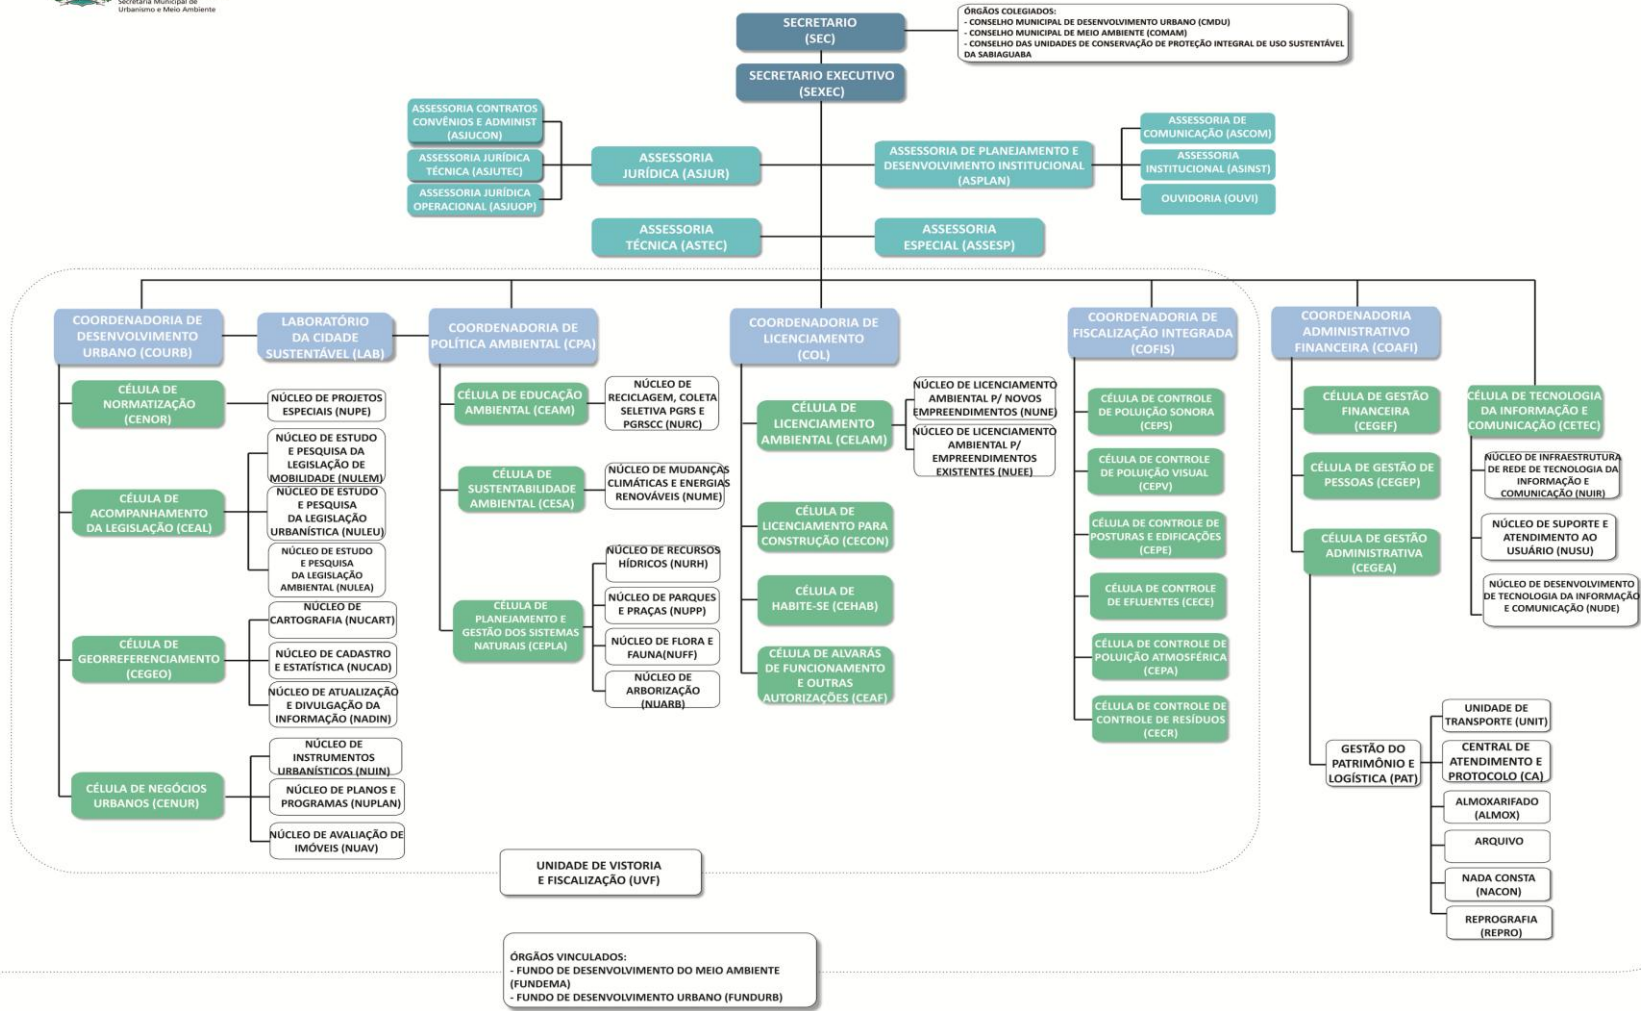 Secretaria Municipal de
Urbanismo e Meio Ambiente
SECRETARIO
(SEC)
ÓRGÃOS COLEGIADOS:
- CONSELHO MUNICIPAL DE DESENVOLVIMENTO URBANO (CMDU)
- CONSELHO MUNICIPAL DE MEIO AMBIENTE (COMAM)
- CONSELHO DAS UNIDADES DE CONSERVAÇÃO DE PROTEÇÃO INTEGRAL DE USO SUSTENTÁVEL
DA SABIAGUABA
SECRETARIO EXECUTIVO
(SEXEC)
ASSESSORIA CONTRATOS
CONVÊNIOS E ADMINIST
(ASJUCON)
ASSESSORIA JURÍDICA
TÉCNICA (ASJUTEC)
ASSESSORIA JURÍDICA
OPERACIONAL (ASJUOP)
ASSESSORIA
JURÍDICA (ASJUR)
ASSESSORIA DE PLANEJAMENTO E
DESENVOLVIMENTO INSTITUCIONAL
(ASPLAN)
ASSESSORIA DE
COMUNICAÇÃO (ASCOM)
ASSESSORIA
INSTITUCIONAL (ASINST)
OUVIDORIA (OUVI)
ASSESSORIA
TÉCNICA (ASTEC)
ASSESSORIA
ESPECIAL (ASSESP)
COORDENADORIA DE
DESENVOLVIMENTO
URBANO (COURB)
LABORATÓRIO
DA CIDADE
SUSTENTÁVEL (LAB)
COORDENADORIA DE
POLÍTICA AMBIENTAL (CPA)
COORDENADORIA DE
LICENCIAMENTO
(COL)
COORDENADORIA DE
FISCALIZAÇÃO INTEGRADA
(COFIS)
COORDENADORIA
ADMINISTRATIVO
FINANCEIRA (COAFI)
CÉLULA DE
NORMATIZAÇÃO
(CENOR)
NÚCLEO DE PROJETOS
ESPECIAIS (NUPE)
CÉLULA DE
ACOMPANHAMENTO
DA LEGISLAÇÃO (CEAL)
NÚCLEO DE ESTUDO
E PESQUISA DA
LEGISLAÇÃO DE
MOBILIDADE (NULEM)
NÚCLEO DE ESTUDO
E PESQUISA
DA LEGISLAÇÃO
URBANÍSTICA (NULEU)
NÚCLEO DE ESTUDO
E PESQUISA
DA LEGISLAÇÃO
AMBIENTAL (NULEA)
CÉLULA DE
GEORREFERENCIAMENTO
(CEGEO)
NÚCLEO DE
CARTOGRAFIA (NUCART)
NÚCLEO DE CADASTRO
E ESTATÍSTICA (NUCAD)
NÚCLEO DE ATUALIZAÇÃO
E DIVULGAÇÃO DA
INFORMAÇÃO (NADIN)
CÉLULA DE NEGÓCIOS
URBANOS (CENUR)
NÚCLEO DE
INSTRUMENTOS
URBANÍSTICOS (NUIN)
NÚCLEO DE PLANOS E
PROGRAMAS (NUPLAN)
NÚCLEO DE AVALIAÇÃO DE
IMÓVEIS (NUAV)
CÉLULA DE EDUCAÇÃO
AMBIENTAL (CEAM)
NÚCLEO DE
RECICLAGEM, COLETA
SELETIVA PGRS E
PGRSCC (NURC)
CÉLULA DE
SUSTENTABILIDADE
AMBIENTAL (CESA)
NÚCLEO DE MUDANÇAS
CLIMÁTICAS E ENERGIAS
RENOVÁVEIS (NUME)
CÉLULA DE
PLANEJAMENTO E
GESTÃO DOS SISTEMAS
NATURAIS (CEPLA)
NÚCLEO DE RECURSOS
HÍDRICOS (NURH)
NÚCLEO DE PARQUES
E PRAÇAS (NUPP)
NÚCLEO DE FLORA E
FAUNA(NUFF)
NÚCLEO DE
ARBORIZAÇÃO
(NUARB)
CÉLULA DE
LICENCIAMENTO
AMBIENTAL (CELAM)
NÚCLEO DE LICENCIAMENTO
AMBIENTAL P/ NOVOS
EMPREENDIMENTOS (NUNE)
NÚCLEO DE LICENCIAMENTO
AMBIENTAL P/
EMPREENDIMENTOS
EXISTENTES (NUEE)
CÉLULA DE
LICENCIAMENTO PARA
CONSTRUÇÃO (CECON)
CÉLULA DE
HABITE-SE (CEHAB)
CÉLULA DE ALVARÁS
DE FUNCIONAMENTO
E OUTRAS
AUTORIZAÇÕES (CEAF)
CÉLULA DE CONTROLE
DE POLUIÇÃO SONORA
(CEPS)
CÉLULA DE CONTROLE
DE POLUIÇÃO VISUAL
(CEPV)
CÉLULA DE CONTROLE DE
POSTURAS E EDIFICAÇÕES
(CEPE)
CÉLULA DE CONTROLE
DE EFLUENTES (CECE)
CÉLULA DE CONTROLE DE
POLUIÇÃO ATMOSFÉRICA
(CEPA)
CÉLULA DE CONTROLE DE
CONTROLE DE RESÍDUOS
(CECR)
CÉLULA DE GESTÃO
FINANCEIRA
(CEGEF)
CÉLULA DE GESTÃO DE
PESSOAS (CEGEP)
CÉLULA DE GESTÃO
ADMINISTRATIVA
(CEGEA)
GESTÃO DO
PATRIMÔNIO E
LOGÍSTICA (PAT)
UNIDADE DE
TRANSPORTE (UNIT)
CENTRAL DE
ATENDIMENTO E
PROTOCOLO (CA)
ALMOXARIFADO
(ALMOX)
ARQUIVO
NADA CONSTA
(NACON)
REPROGRAFIA
(REPRO)
CÉLULA DE TECNOLOGIA
DA INFORMAÇÃO E
COMUNICAÇÃO (CETEC)
NÚCLEO DE INFRAESTRUTURA
DE REDE DE TECNOLOGIA DA
INFORMAÇÃO E
COMUNICAÇÃO (NUIR)
NÚCLEO DE SUPORTE E
ATENDIMENTO AO
USUÁRIO (NUSU)
NÚCLEO DE DESENVOLVIMENTO
DE TECNOLOGIA DA INFORMAÇÃO
E COMUNICAÇÃO (NUDE)
UNIDADE DE VISTORIA
E FISCALIZAÇÃO (UVF)
ÓRGÃOS VINCULADOS:
- FUNDO DE DESENVOLVIMENTO DO MEIO AMBIENTE
(FUNDEMA)
- FUNDO DE DESENVOLVIMENTO URBANO (FUNDURB)